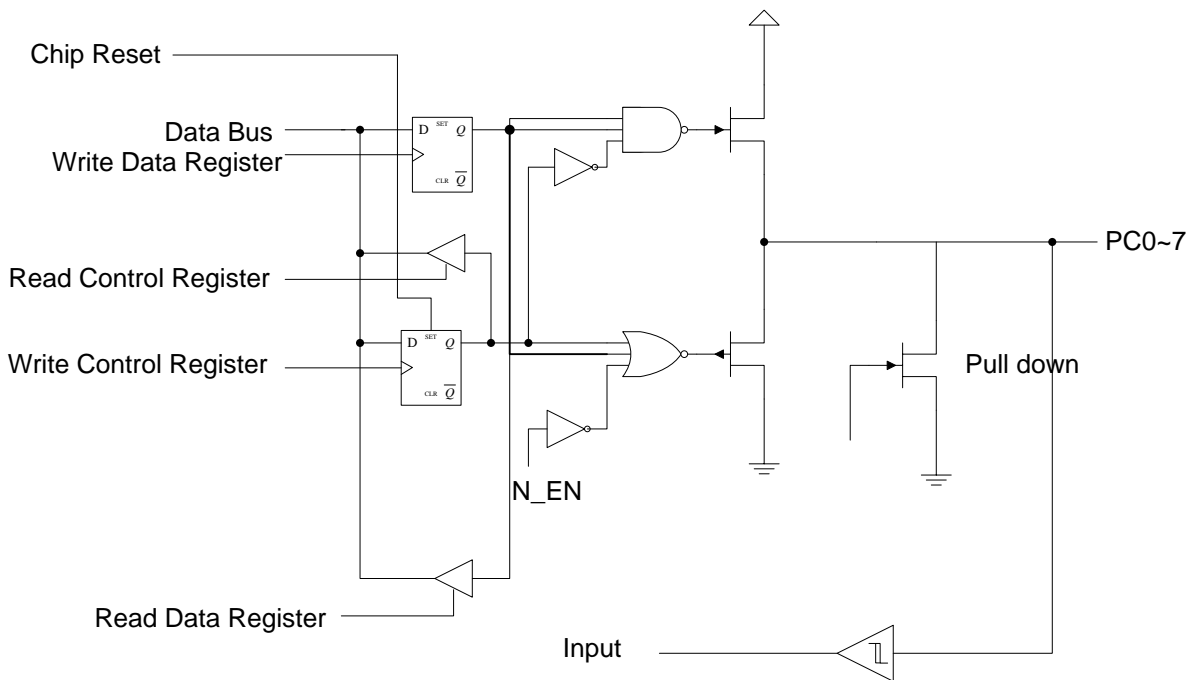 Chip Reset
Data Bus
Write Data Register
D SET Q
CLR Q̅
PC0~7
Read Control Register
D SET Q
Write Control Register
CLR Q̅
Pull down
N_EN
Read Data Register
Input